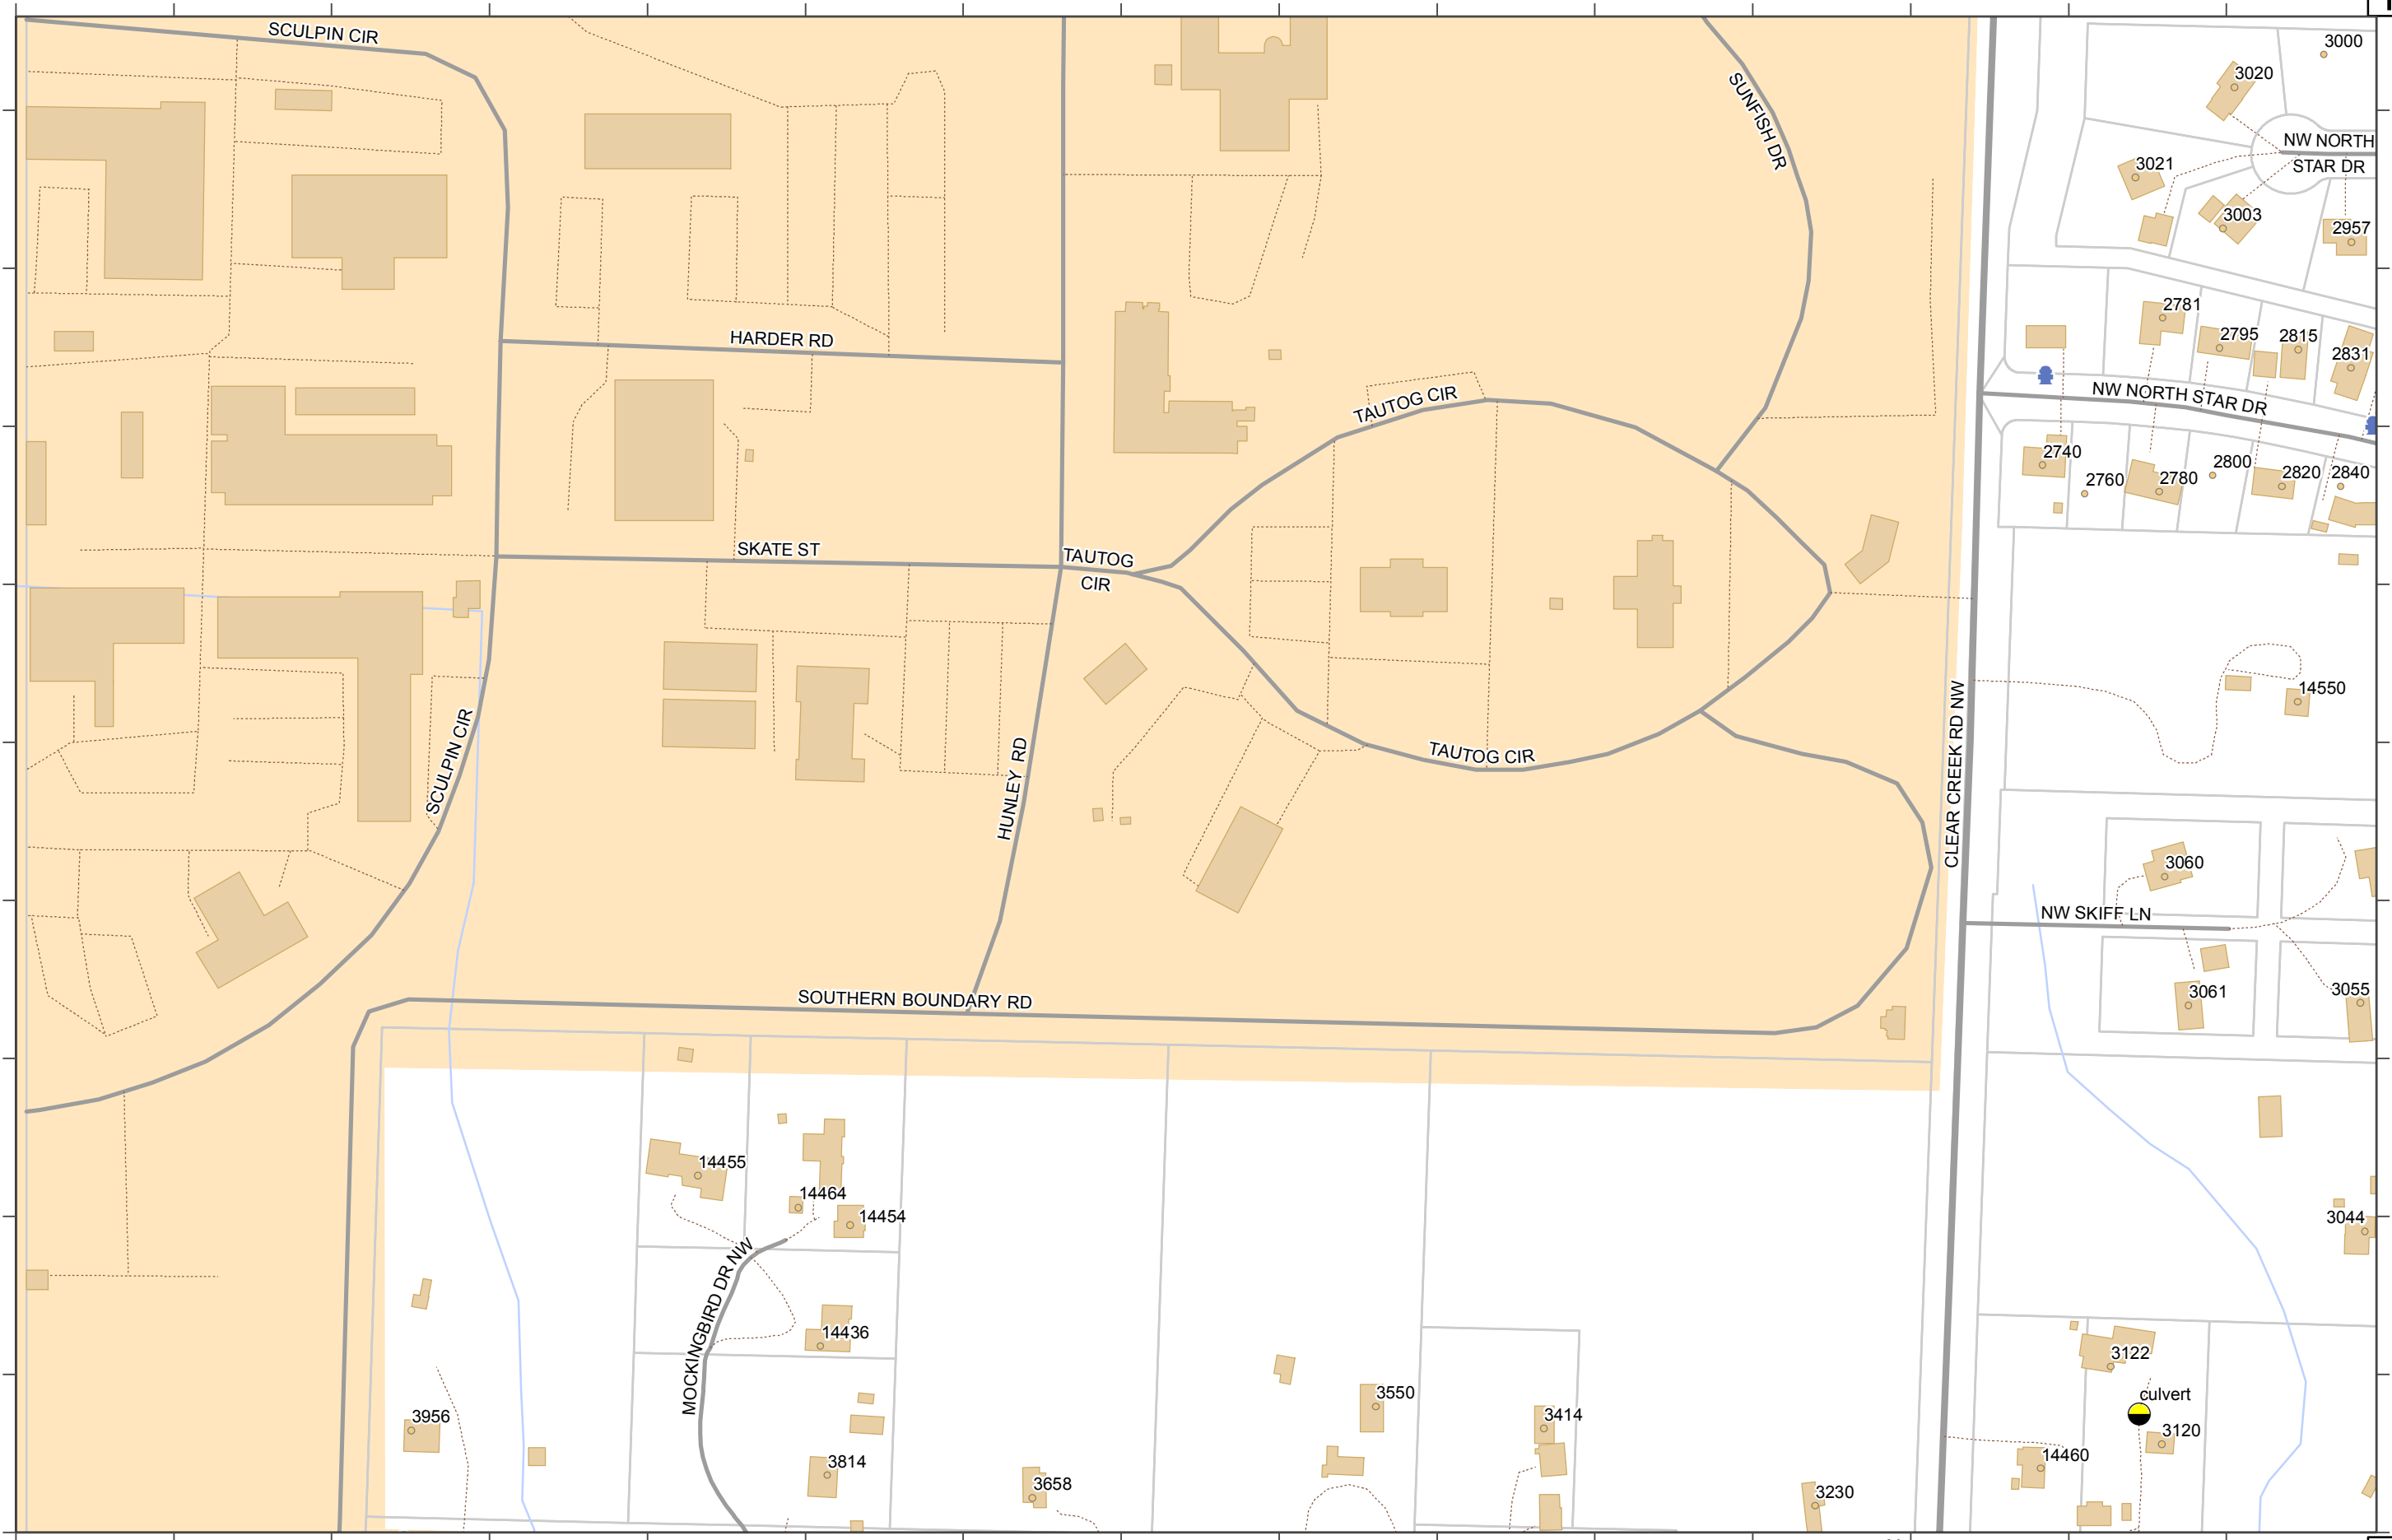 SCULPIN CIR
3000
3020
SUNFISH DR
NW NORTH
STAR DR
3021
3003
2957
2781
2795
2815
2831
HARDER RD
TAUTOG CIR
NW NORTH STAR DR
2740
2760
2780
2800
2820
2840
SKATE ST
TAUTOG
CIR
14550
SCULPIN CIR
HUNLEY RD
TAUTOG CIR
CLEAR CREEK RD NW
3060
NW SKIFF LN
3061
3055
SOUTHERN BOUNDARY RD
14455
14464
14454
3044
MOCKINGBIRD DR NW
14436
3122
culvert
3120
3956
3550
3414
14460
3814
3658
3230